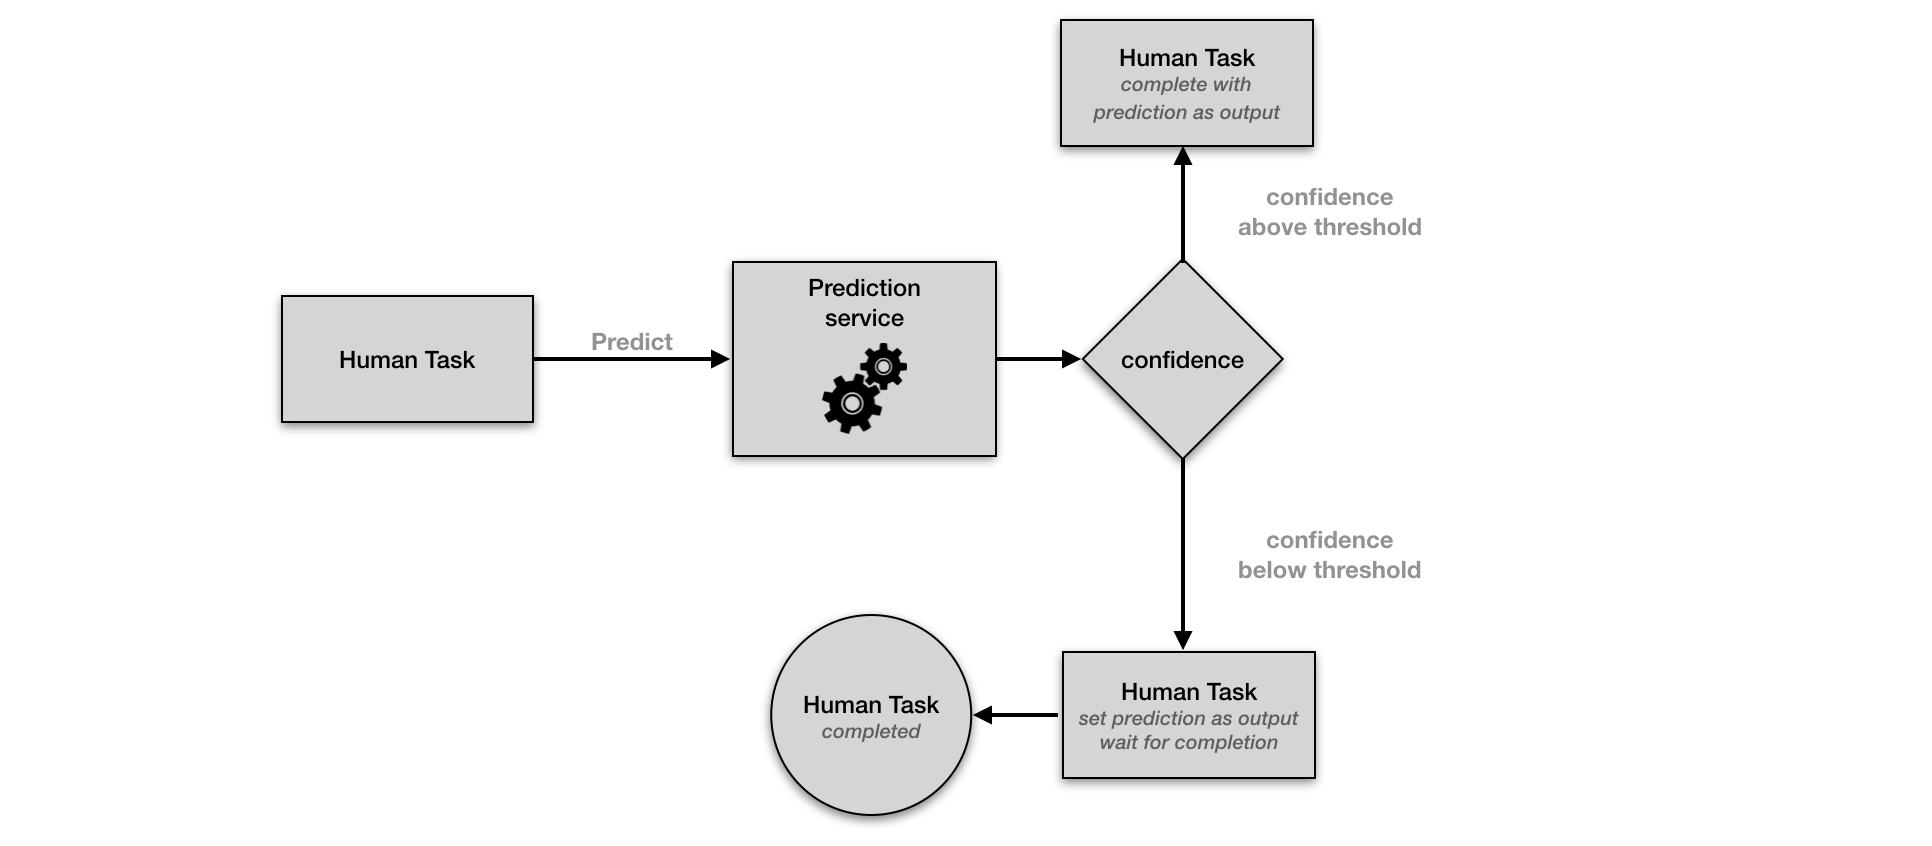 Human Task
complete with
prediction as output
confidence
above threshold
Prediction
service
Human Task
Predict
confidence
confidence
below threshold
Human Task
set prediction as output
wait for completion
Human Task
completed